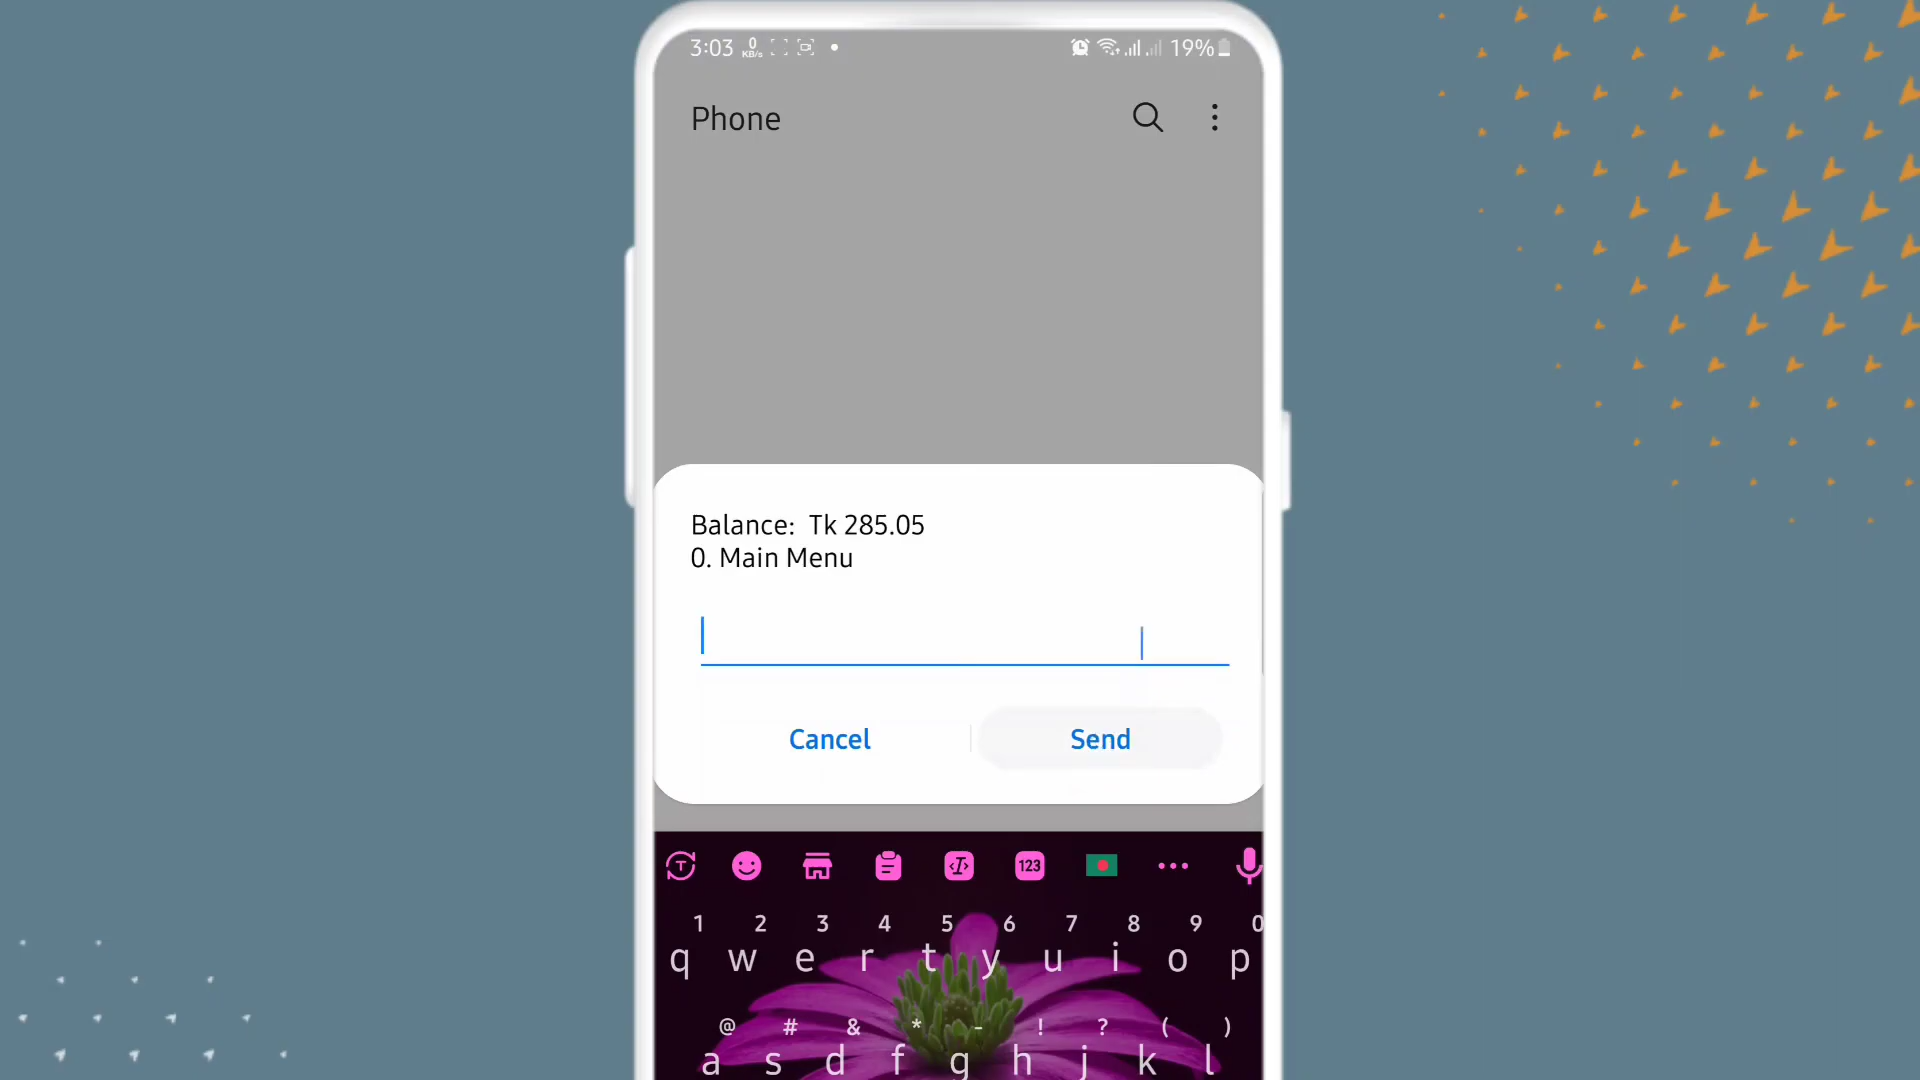 3:03 0 KB/s 19%
Phone
Balance:  Tk 285.05
0. Main Menu
Cancel Send
T T 123
1 2 3 4 5 6 7 8 9 0
q w e r t y u i o p
@ # & * - ! ? ( )
a s d f g h j k l